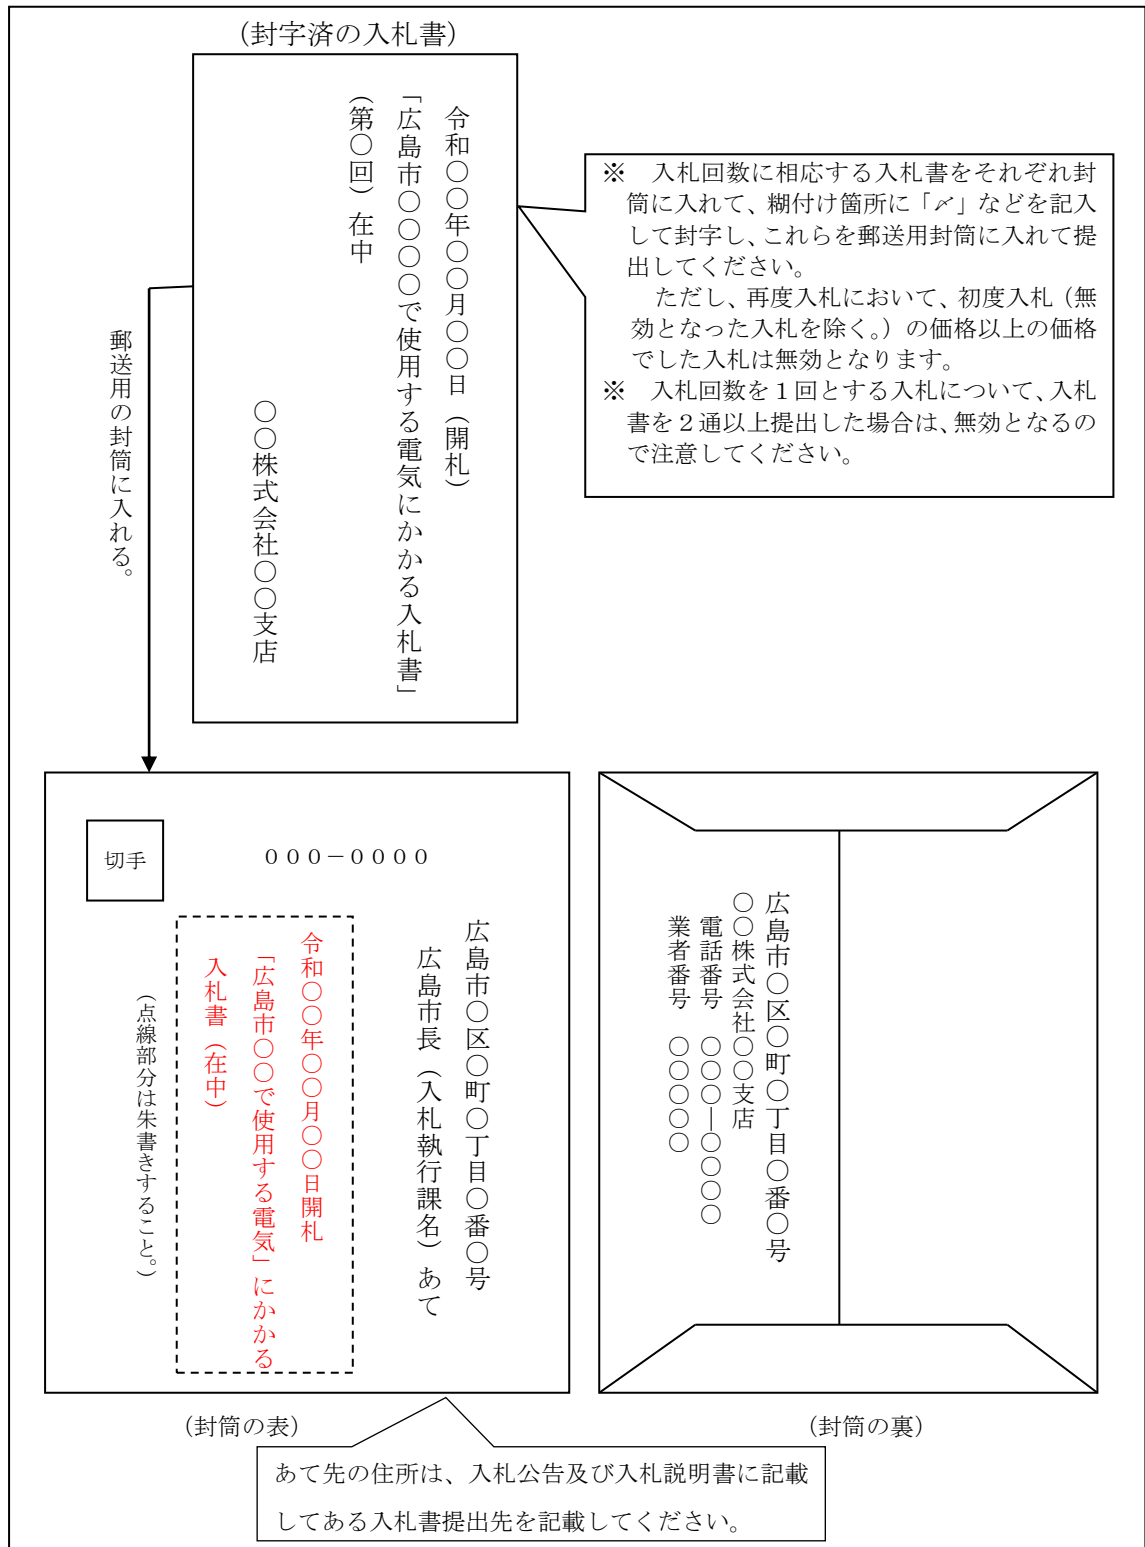 （封字済の入札書）
令和〇〇年〇〇月〇〇日（開札）
「広島市〇〇〇〇で使用する電気にかかる入札書」
（第〇回）在中
〇〇株式会社〇〇支店
※　入札回数に相応する入札書をそれぞれ封
筒に入れて、糊付け箇所に「〆」などを記入
して封字し、これらを郵送用封筒に入れて提
出してください。
ただし、再度入札において、初度入札（無
効となった入札を除く。）の価格以上の価格
でした入札は無効となります。
※　入札回数を１回とする入札について、入札
書を２通以上提出した場合は、無効となるの
で注意してください。
郵送用の封筒に入れる。
切手
０００－００００
広島市〇区〇町〇丁目〇番〇号
広島市長（入札執行課名）あて
令和〇〇年〇〇月〇〇日開札
「広島市〇〇で使用する電気」にかかる
入札書（在中）
（点線部分は朱書きすること。）
広島市〇区〇町〇丁目〇番〇号
〇〇株式会社〇〇支店
電話番号　〇〇〇―〇〇〇〇
業者番号　〇〇〇〇〇
（封筒の表）
（封筒の裏）
あて先の住所は、入札公告及び入札説明書に記載
してある入札書提出先を記載してください。